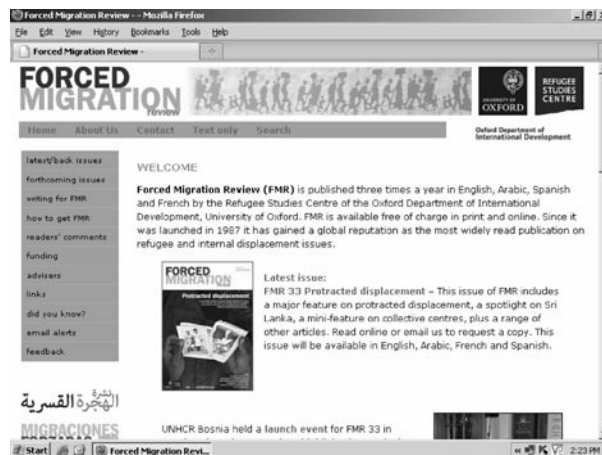 Forced Migration Review - - Mozilla Firefox
File Edit View History Bookmarks Tools Help
Forced Migration Review -
FORCED
MIGRATION
review
UNIVERSITY OF
OXFORD
REFUGEE
STUDIES
CENTRE
Home About Us Contact Text only Search
Oxford Department of
International Development
latest/back issues
forthcoming issues
writing for FMR
how to get FMR
readers' comments
funding
advisers
links
did you know?
email alerts
feedback
الهجرة القسرية
نشرة
MIGRACIONES
WELCOME
Forced Migration Review (FMR) is published three times a year in English, Arabic, Spanish
and French by the Refugee Studies Centre of the Oxford Department of International
Development, University of Oxford. FMR is available free of charge in print and online. Since it
was launched in 1987 it has gained a global reputation as the most widely read publication on
refugee and internal displacement issues.
FORCED
MIGRATION
Protracted displacement
Latest issue:
FMR 33 Protracted displacement – This issue of FMR includes
a major feature on protracted displacement, a spotlight on Sri
Lanka, a mini-feature on collective centres, plus a range of
other articles. Read online or email us to request a copy. This
issue will be available in English, Arabic, French and Spanish.
UNHCR Bosnia held a launch event for FMR 33 in
Start
Forced Migration Revi...
2:23 PM